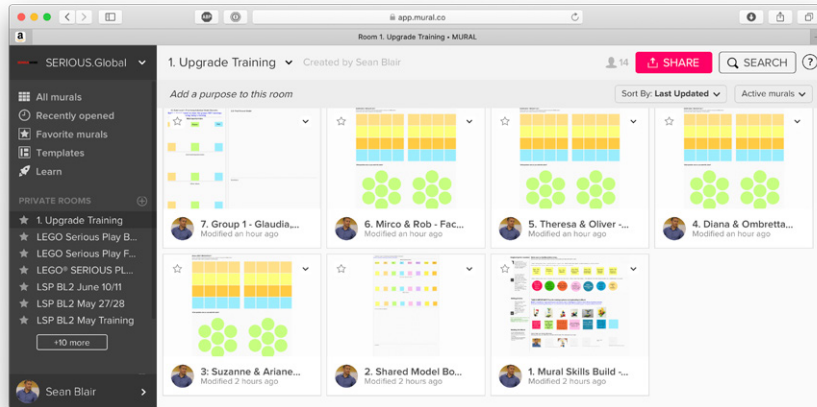 app.mural.co
a
Room 1. Upgrade Training • MURAL
SERIOUS.Global
1. Upgrade Training
Created by Sean Blair
14
SHARE
SEARCH
?
Add a purpose to this room
Sort By: Last Updated
Active murals
All murals
Recently opened
Favorite murals
Templates
Learn
PRIVATE ROOMS
1. Upgrade Training
LEGO Serious Play B...
LEGO Serious Play F...
LEGO® SERIOUS PL...
LSP BL2 June 10/11
LSP BL2 May 27/28
LSP BL2 May Training
+10 more
Sean Blair
7. Group 1 - Glaudia,...
Modified an hour ago
6. Mirco & Rob - Fac...
Modified an hour ago
5. Theresa & Oliver -...
Modified an hour ago
4. Diana & Ombretta...
Modified an hour ago
3: Suzanne & Ariane...
Modified 2 hours ago
2. Shared Model Bo...
Modified 2 hours ago
1. Mural Skills Build -...
Modified 2 hours ago